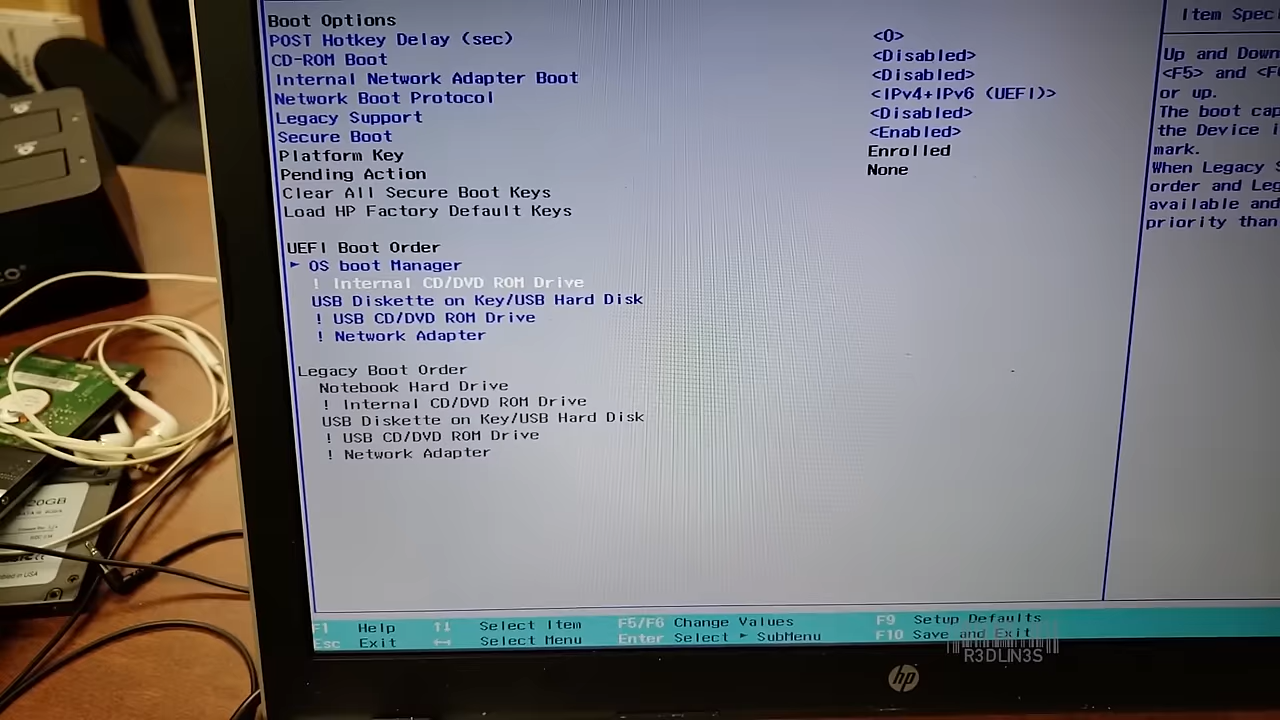 Boot Options
POST Hotkey Delay (sec) <0>
CD-ROM Boot <Disabled>
Internal Network Adapter Boot <Disabled>
Network Boot Protocol <IPv4+IPv6 (UEFI)>
Legacy Support <Disabled>
Secure Boot <Enabled>
Platform Key Enrolled
Pending Action None
Clear All Secure Boot Keys
Load HP Factory Default Keys
UEFI Boot Order
► OS boot Manager
! Internal CD/DVD ROM Drive
USB Diskette on Key/USB Hard Disk
! USB CD/DVD ROM Drive
! Network Adapter
Legacy Boot Order
Notebook Hard Drive
! Internal CD/DVD ROM Drive
USB Diskette on Key/USB Hard Disk
! USB CD/DVD ROM Drive
! Network Adapter
Item Speci
Up and Down
<F5> and <F6
or up.
The boot cap
the Device i
mark.
When Legacy S
order and Leg
available and
priority than
F1 Help ↑↓ Select Item F5/F6 Change Values F9 Setup Defaults
Esc Exit ↔ Select Menu Enter Select ► SubMenu F10 Save and Exit
R3DLIN3S
hp
20GB